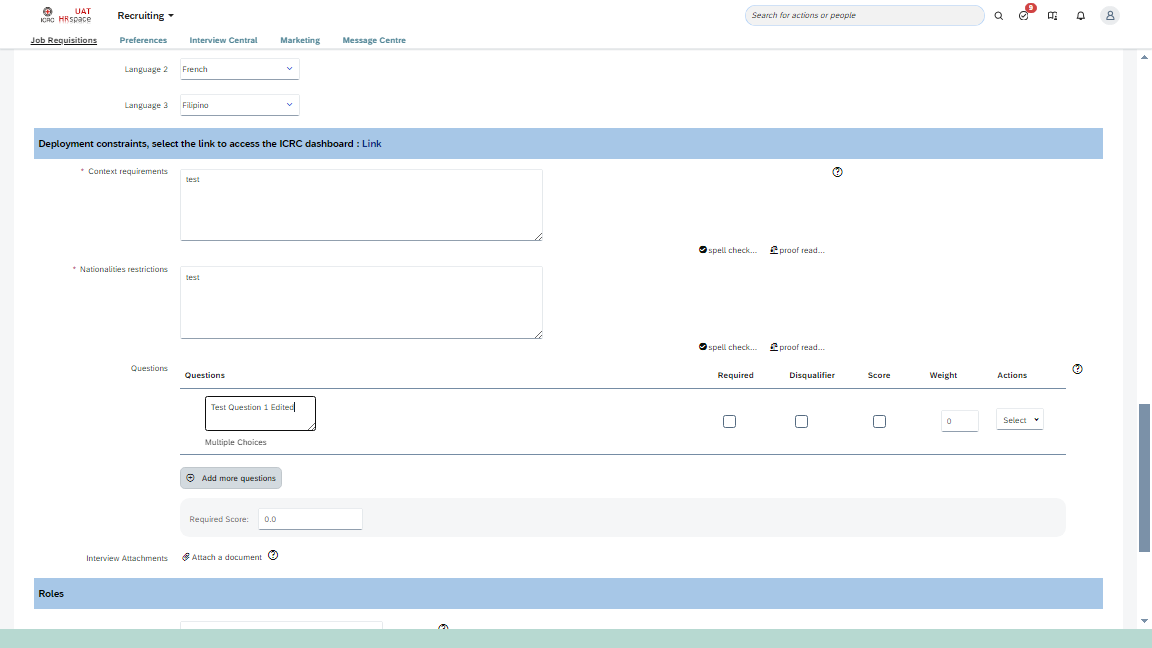 ICRC
UAT
HRspace
Recruiting
Search for actions or people
9
Job Requisitions
Preferences
Interview Central
Marketing
Message Centre
Language 2
French
Language 3
Filipino
Deployment constraints, select the link to access the ICRC dashboard : Link
* Context requirements
test
spell check...
proof read...
* Nationalities restrictions
test
spell check...
proof read...
Questions
Questions
Required
Disqualifier
Score
Weight
Actions
Test Question 1 Edited
0
Select
Multiple Choices
Add more questions
Required Score:
0.0
Interview Attachments
Attach a document
Roles